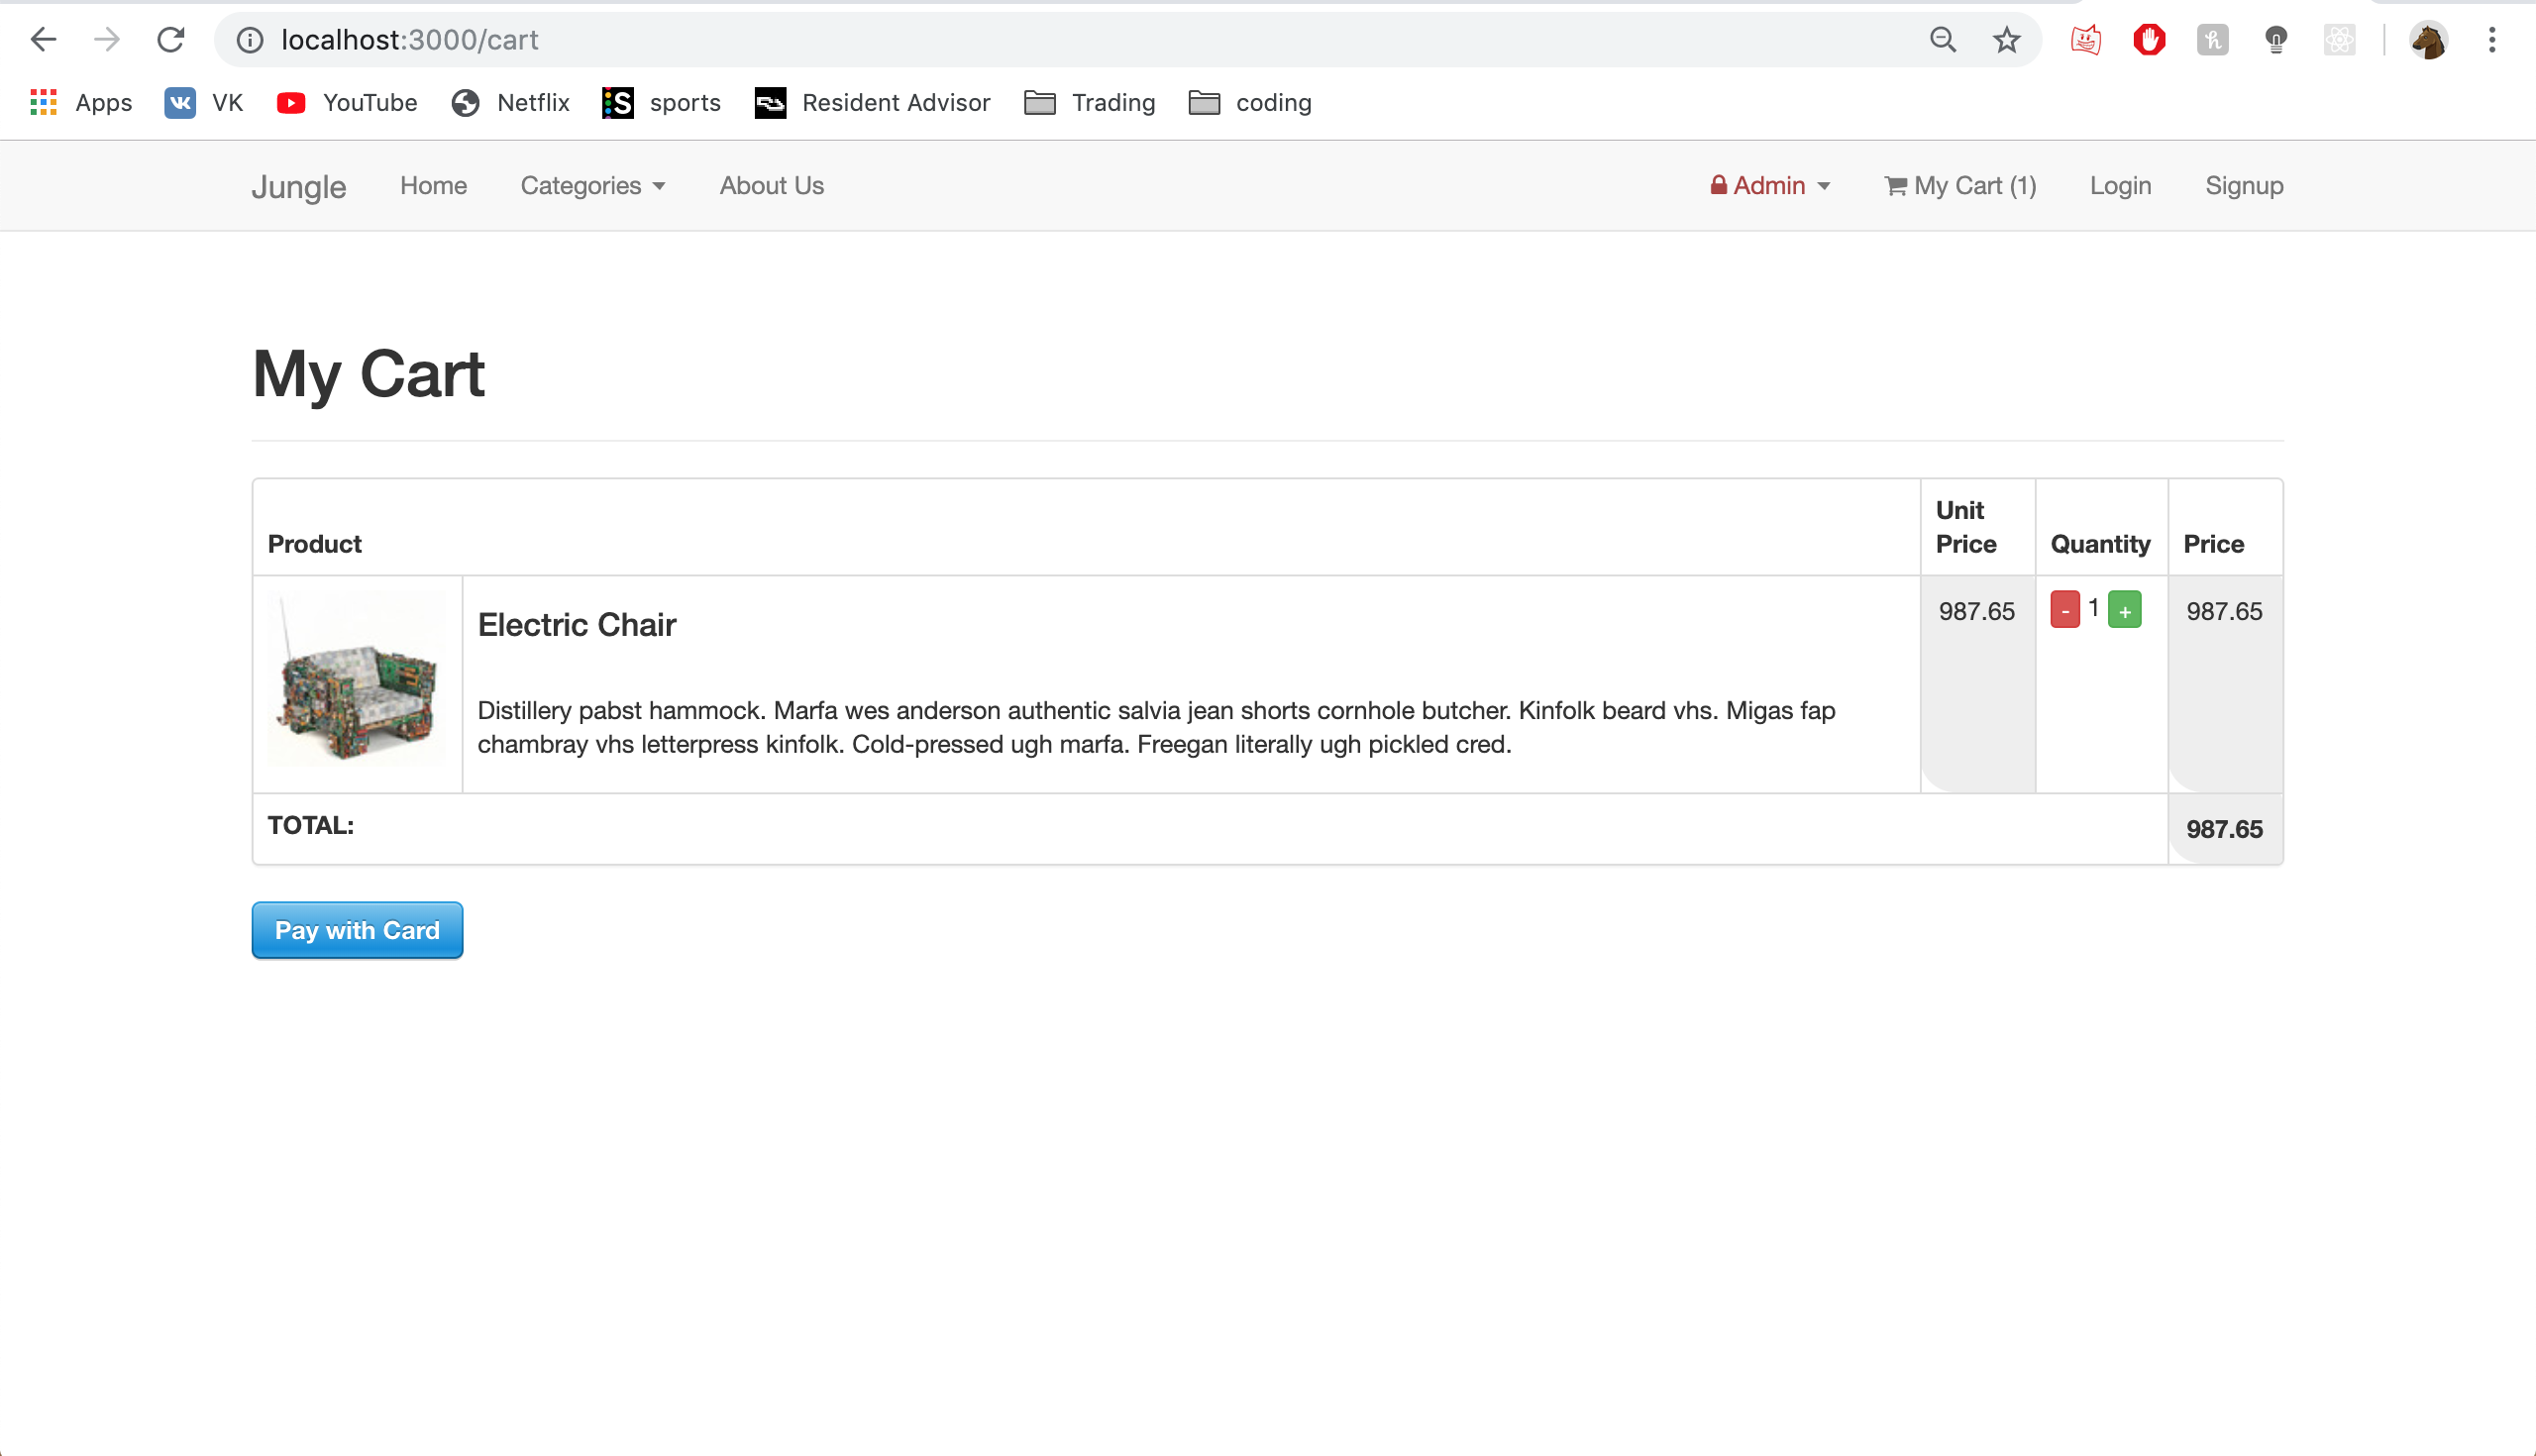 localhost:3000/cart
Apps VK YouTube Netflix S sports Resident Advisor Trading coding
Jungle Home Categories About Us Admin My Cart (1) Login Signup
My Cart
Product Unit Price Quantity Price
Electric Chair 987.65 - 1 + 987.65
Distillery pabst hammock. Marfa wes anderson authentic salvia jean shorts cornhole butcher. Kinfolk beard vhs. Migas fap
chambray vhs letterpress kinfolk. Cold-pressed ugh marfa. Freegan literally ugh pickled cred.
TOTAL: 987.65
Pay with Card